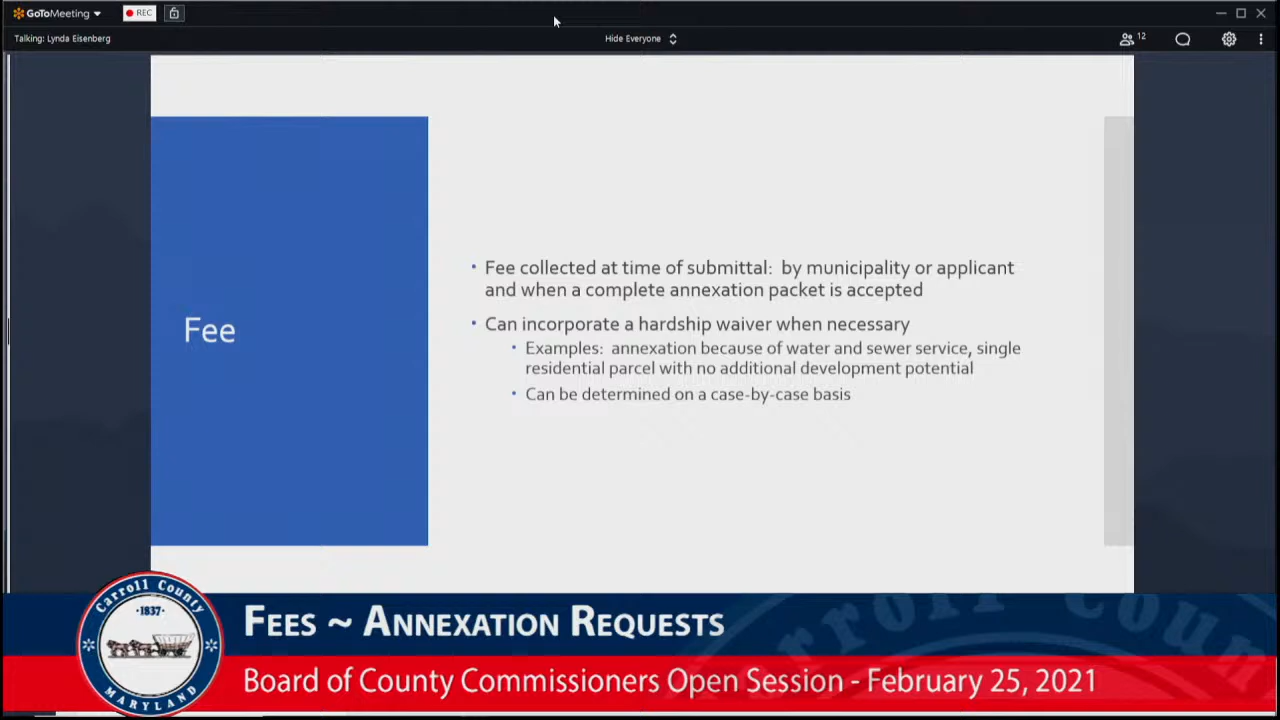 GoToMeeting
REC
Talking: Lynda Eisenberg
Hide Everyone
12
Fee
• Fee collected at time of submittal: by municipality or applicant
and when a complete annexation packet is accepted
• Can incorporate a hardship waiver when necessary
• Examples: annexation because of water and sewer service, single
residential parcel with no additional development potential
• Can be determined on a case-by-case basis
Carroll County
1837
MARYLAND
Fees ~ Annexation Requests
Carroll Coun
Board of County Commissioners Open Session - February 25, 2021